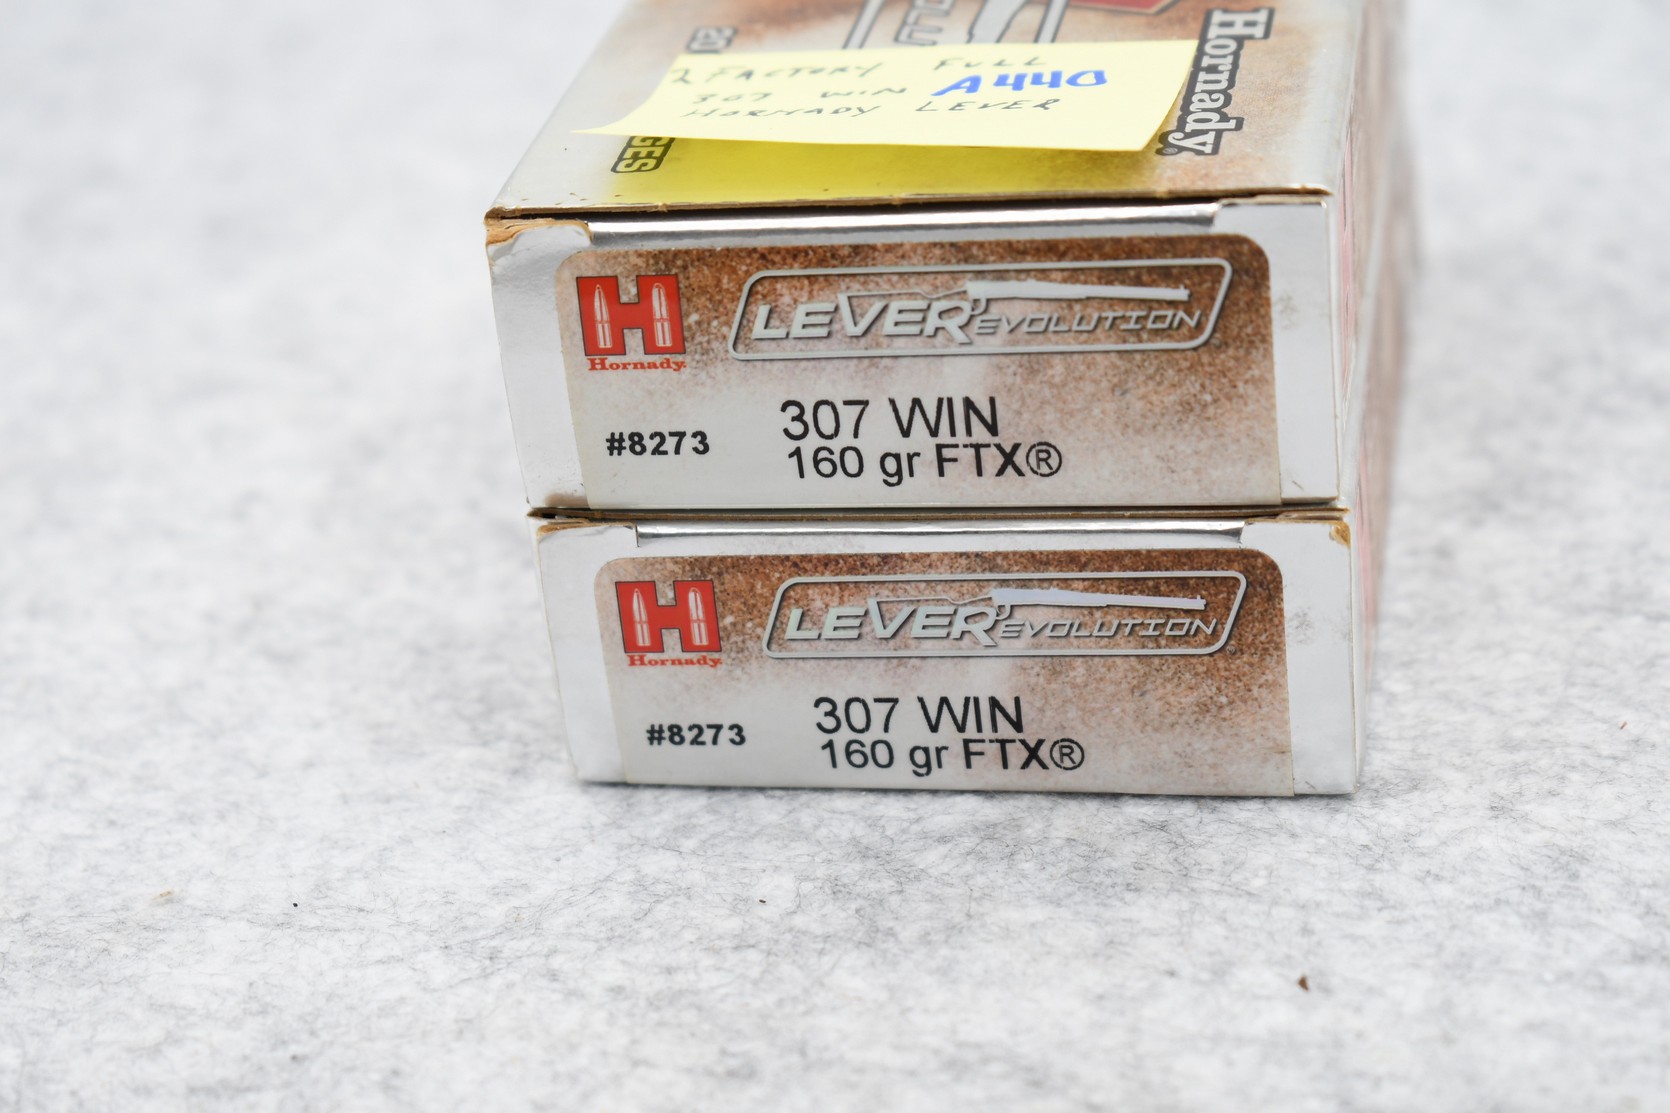 Hornady
2 FACTORY FULL
307 WIN A440
HORNADY LEVER
GES
H
Hornady
LEVEREVOLUTION
#8273
307 WIN
160 gr FTX®
H
Hornady
LEVEREVOLUTION
#8273
307 WIN
160 gr FTX®